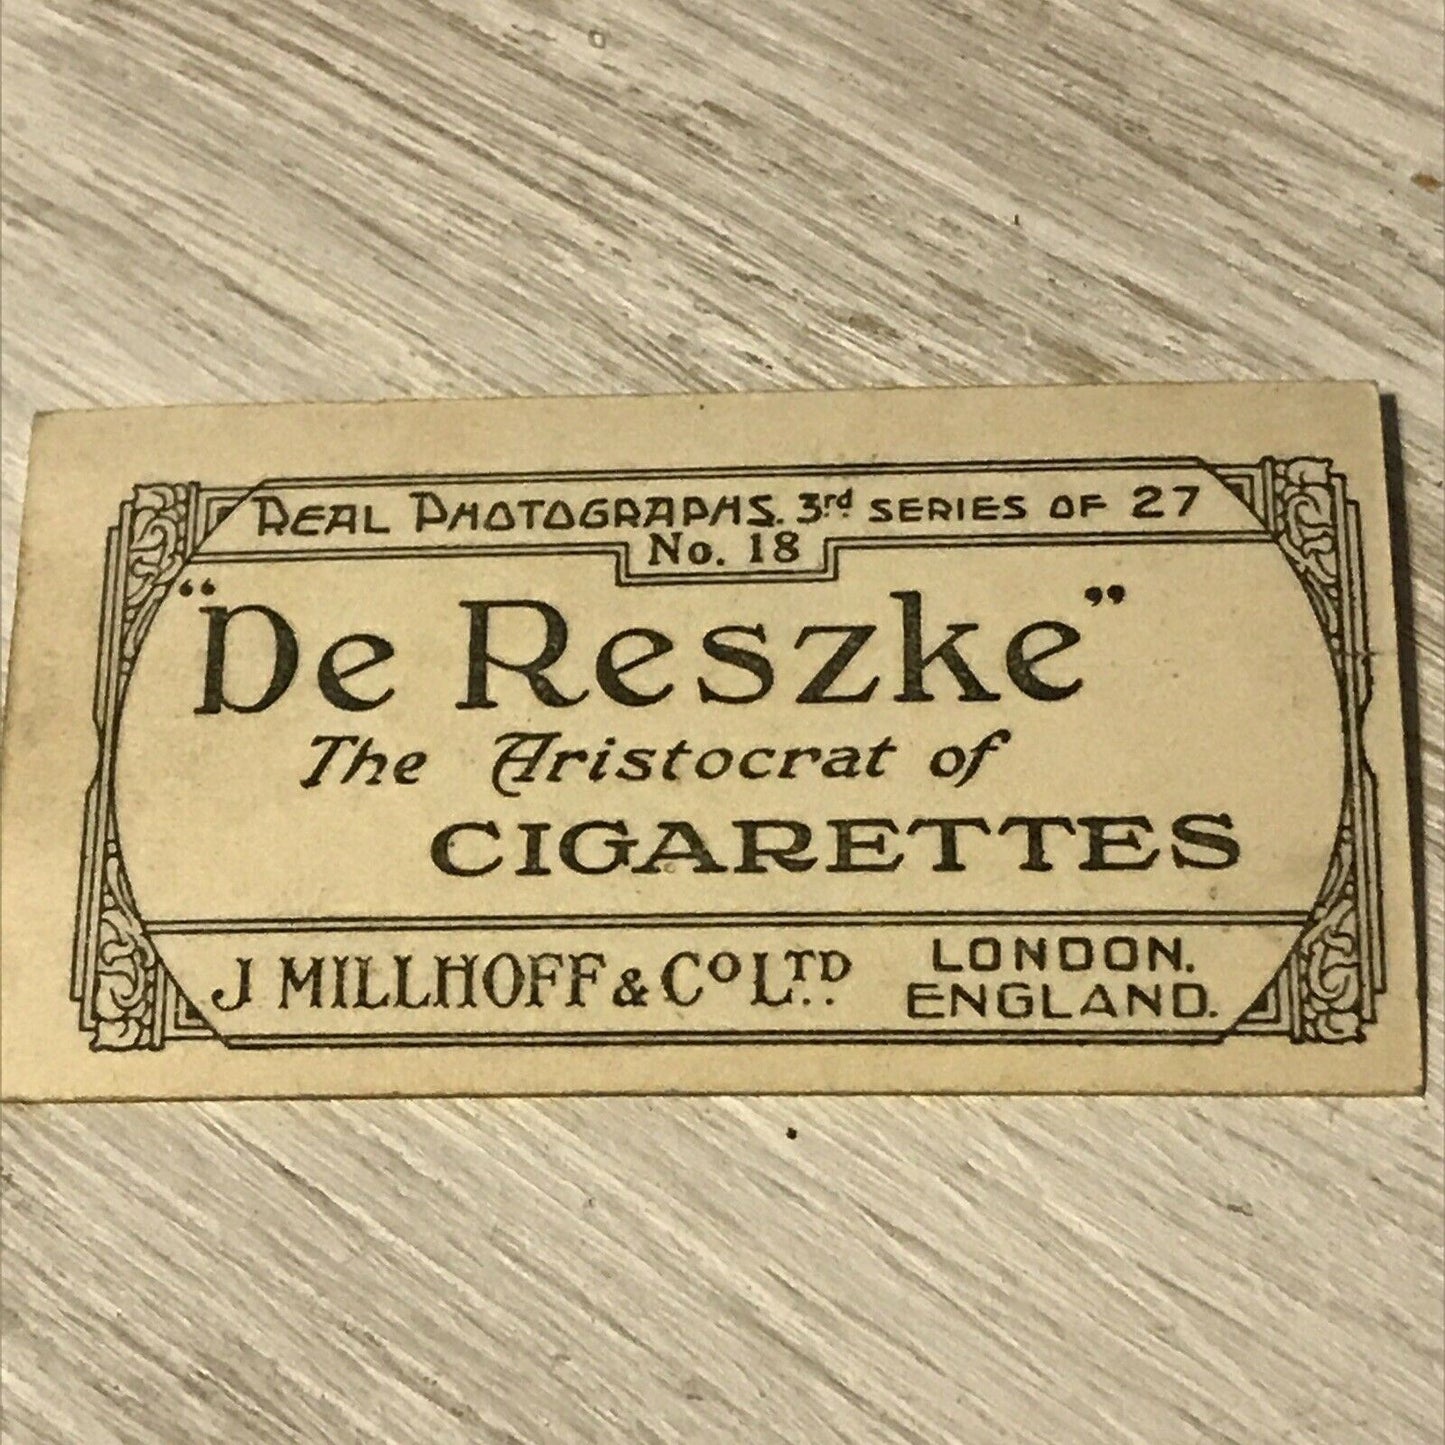 REAL PHOTOGRAPHS. 3rd SERIES OF 27
No. 18
"De Reszke"
The Aristocrat of
CIGARETTES
J MILLHOFF & Co LTD.
LONDON.
ENGLAND.